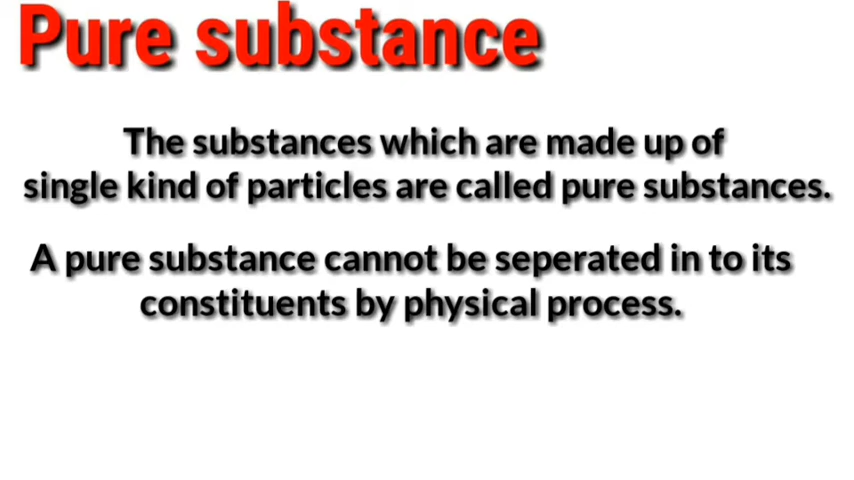 Pure substance
The substances which are made up of
single kind of particles are called pure substances.
A pure substance cannot be seperated in to its
constituents by physical process.